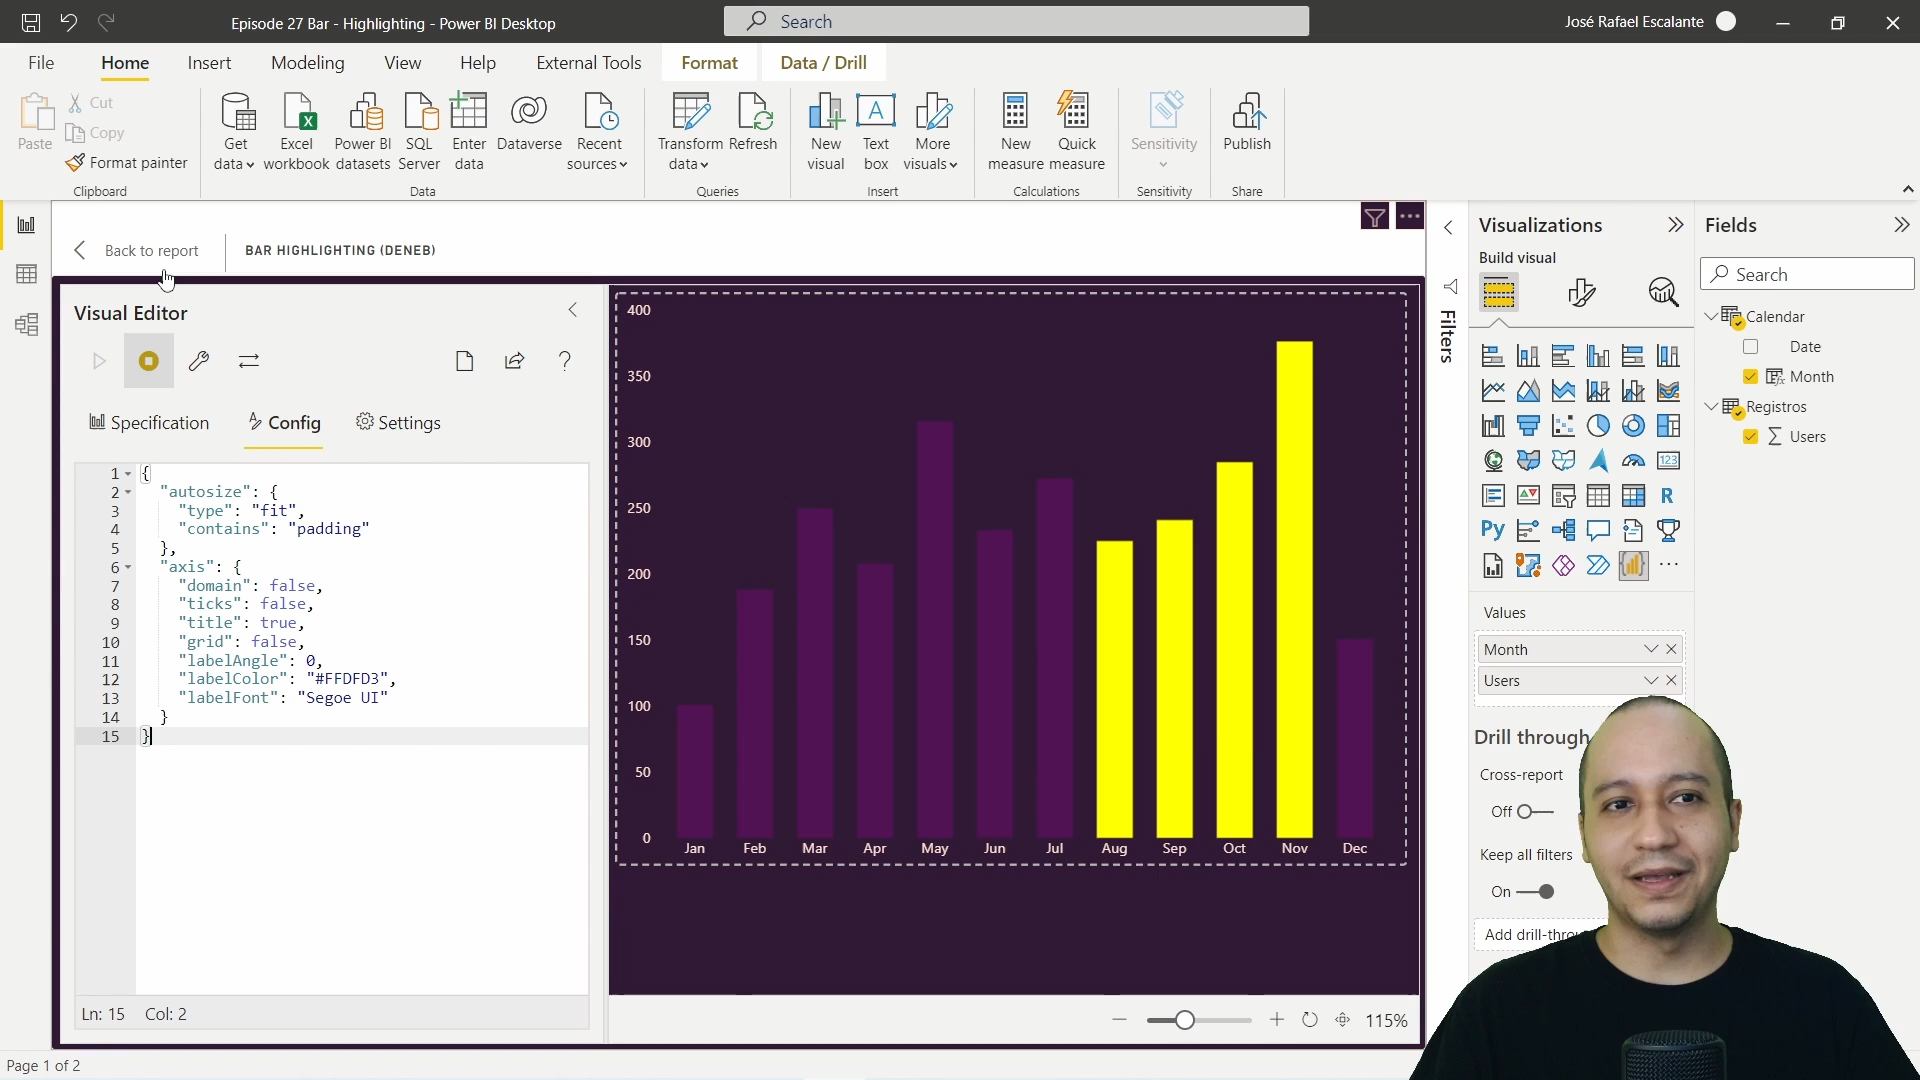 Episode 27 Bar - Highlighting - Power BI Desktop
Search
José Rafael Escalante
File
Home
Insert
Modeling
View
Help
External Tools
Format
Data / Drill
Paste
Cut
Copy
Format painter
Clipboard
Get data
Excel workbook
Power BI datasets
SQL Server
Enter data
Dataverse
Recent sources
Data
Transform data
Refresh
Queries
New visual
Text box
More visuals
Insert
New measure
Quick measure
Calculations
Sensitivity
Sensitivity
Publish
Share
Back to report
BAR HIGHLIGHTING (DENEB)
Visual Editor
Specification
Config
Settings
1 {
2 "autosize": {
3 "type": "fit",
4 "contains": "padding"
5 },
6 "axis": {
7 "domain": false,
8 "ticks": false,
9 "title": true,
10 "grid": false,
11 "labelAngle": 0,
12 "labelColor": "#FFDFD3",
13 "labelFont": "Segoe UI"
14 }
15 }
Ln: 15 Col: 2
400
350
300
250
200
150
100
50
0
Jan Feb Mar Apr May Jun Jul Aug Sep Oct Nov Dec
115%
Filters
Visualizations
Build visual
123
R
Py
Values
Month
Users
Drill through
Cross-report
Off
Keep all filters
On
Fields
Search
Calendar
Date
Month
Registros
Users
Page 1 of 2